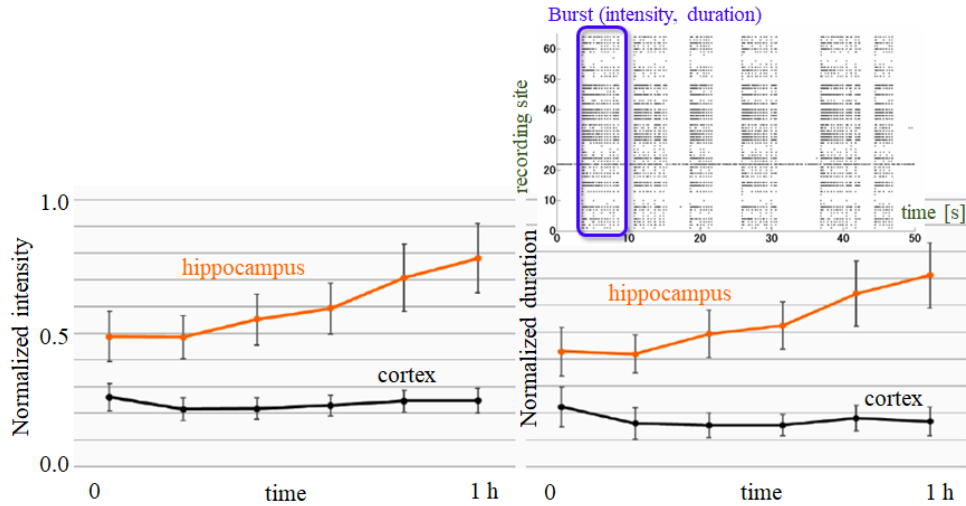 Burst (intensity, duration)
recording site
60
50
40
30
20
10
0
0
10
20
30
40
50
time [s]
Normalized intensity
1.0
0.5
0.0
hippocampus
cortex
0
time
1 h
Normalized duration
hippocampus
cortex
0
time
1 h